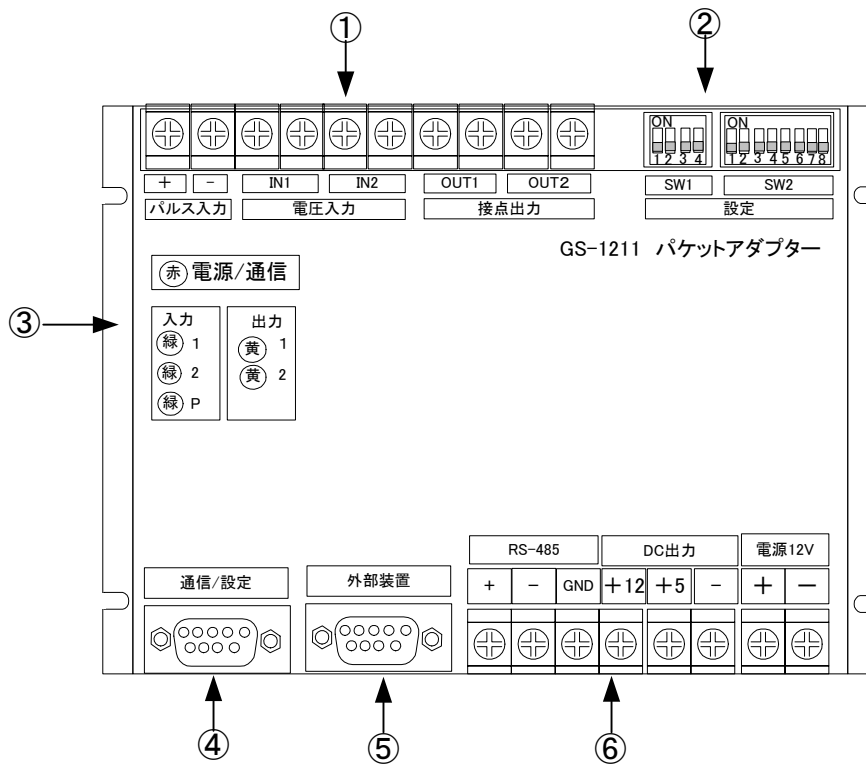 ① ②
ON ON
1 2 3 4 1 2 3 4 5 6 7 8
+ - IN1 IN2 OUT1 OUT2 SW1 SW2
パルス入力 電圧入力 接点出力 設定
GS-1211 パケットアダプター
赤 電源/通信
③
入力 出力
緑 1 黄 1
緑 2 黄 2
緑 P
RS-485 DC出力 電源12V
通信/設定 外部装置 + - GND +12 +5 - + -
④ ⑤ ⑥